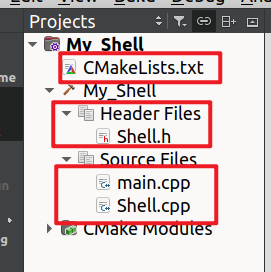 Projects
My_Shell
CMakeLists.txt
My_Shell
Header Files
Shell.h
Source Files
main.cpp
Shell.cpp
CMake Modules